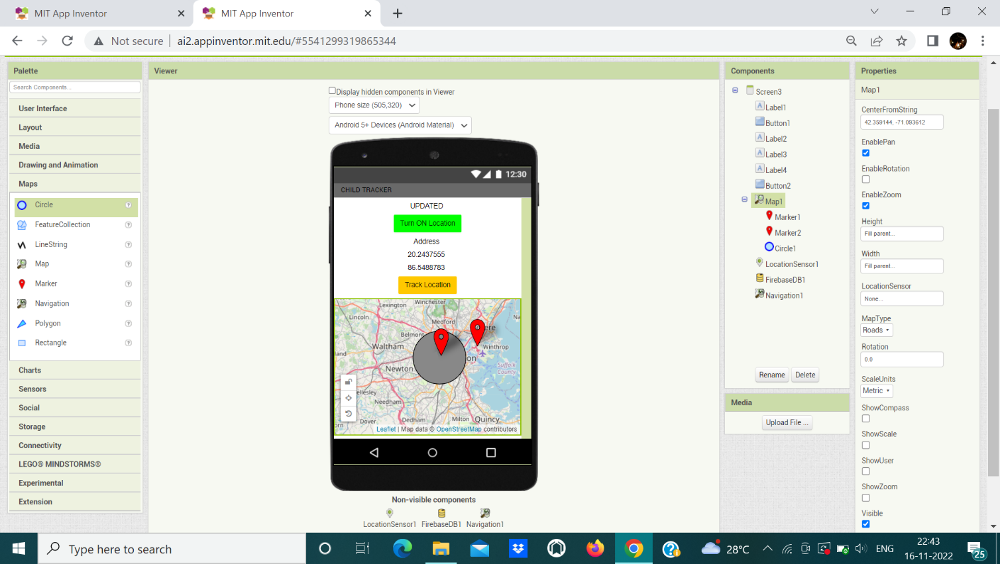 MIT App Inventor
MIT App Inventor
Not secure
ai2.appinventor.mit.edu/#5541299319865344
Palette
Search Components...
User Interface
Layout
Media
Drawing and Animation
Maps
Circle
FeatureCollection
LineString
Map
Marker
Navigation
Polygon
Rectangle
Charts
Sensors
Social
Storage
Connectivity
LEGO® MINDSTORMS®
Experimental
Extension
Viewer
Display hidden components in Viewer
Phone size (505,320)
Android 5+ Devices (Android Material)
12:30
CHILD TRACKER
UPDATED
Turn ON Location
Address
20.2437555
86.5488783
Track Location
Lexington
Winchester
Lincoln
Medford
Na
Belmont
ere
Waltham
Winthrop
land
on
Newton
Suffolk
County
ellesley
Needham
Dover
Dedham
Milton
Quincy
orn
Leaflet | Map data © OpenStreetMap contributors
Non-visible components
LocationSensor1 FirebaseDB1 Navigation1
Components
Screen3
Label1
Button1
Label2
Label3
Label4
Button2
Map1
Marker1
Marker2
Circle1
LocationSensor1
FirebaseDB1
Navigation1
Rename Delete
Media
Upload File ...
Properties
Map1
CenterFromString
42.359144, -71.093612
EnablePan
EnableRotation
EnableZoom
Height
Fill parent...
Width
Fill parent...
LocationSensor
None...
MapType
Roads
Rotation
0.0
ScaleUnits
Metric
ShowCompass
ShowScale
ShowUser
ShowZoom
Visible
Type here to search
28°C
ENG
22:43
16-11-2022
25